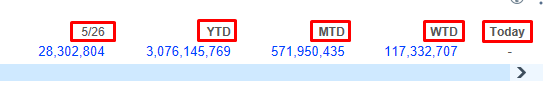 5/26 YTD MTD WTD Today
28,302,804 3,076,145,769 571,950,435 117,332,707 -